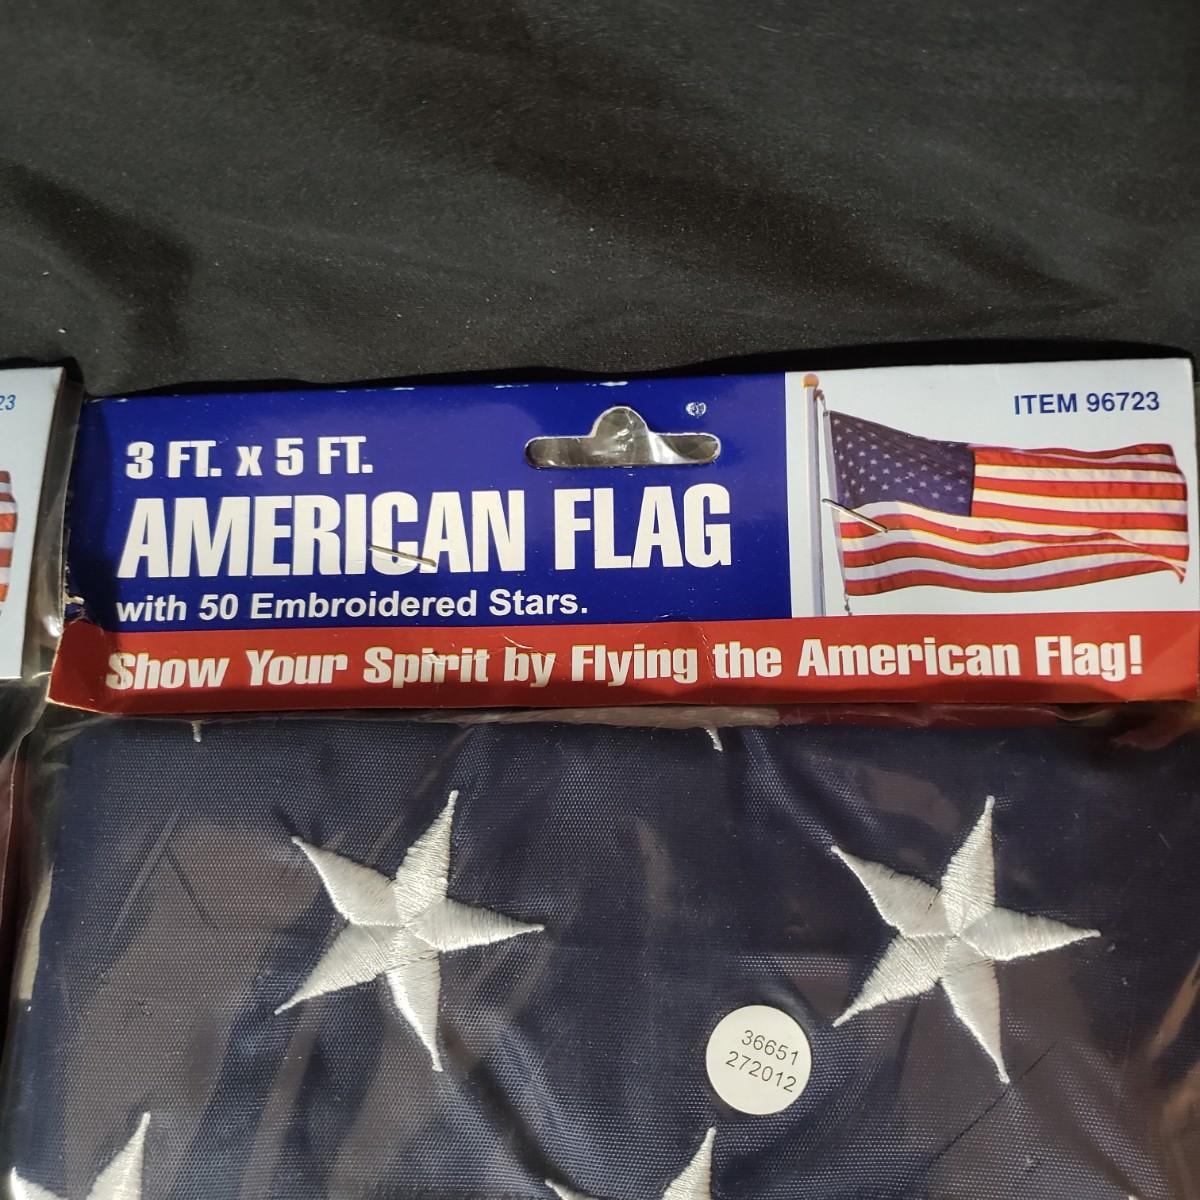 23
3 FT. x 5 FT.
ITEM 96723
AMERICAN FLAG
with 50 Embroidered Stars.
Show Your Spirit by Flying the American Flag!
36651
272012